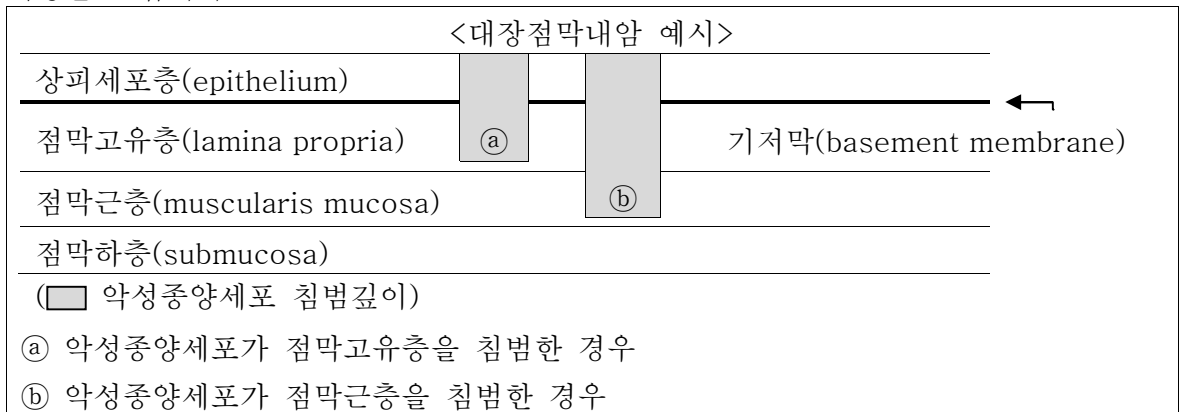 <대장점막내암 예시>
상피세포층(epithelium)
점막고유층(lamina propria) ⓐ 기저막(basement membrane)
점막근층(muscularis mucosa) ⓑ
점막하층(submucosa)
( 악성종양세포 침범깊이)
ⓐ 악성종양세포가 점막고유층을 침범한 경우
ⓑ 악성종양세포가 점막근층을 침범한 경우